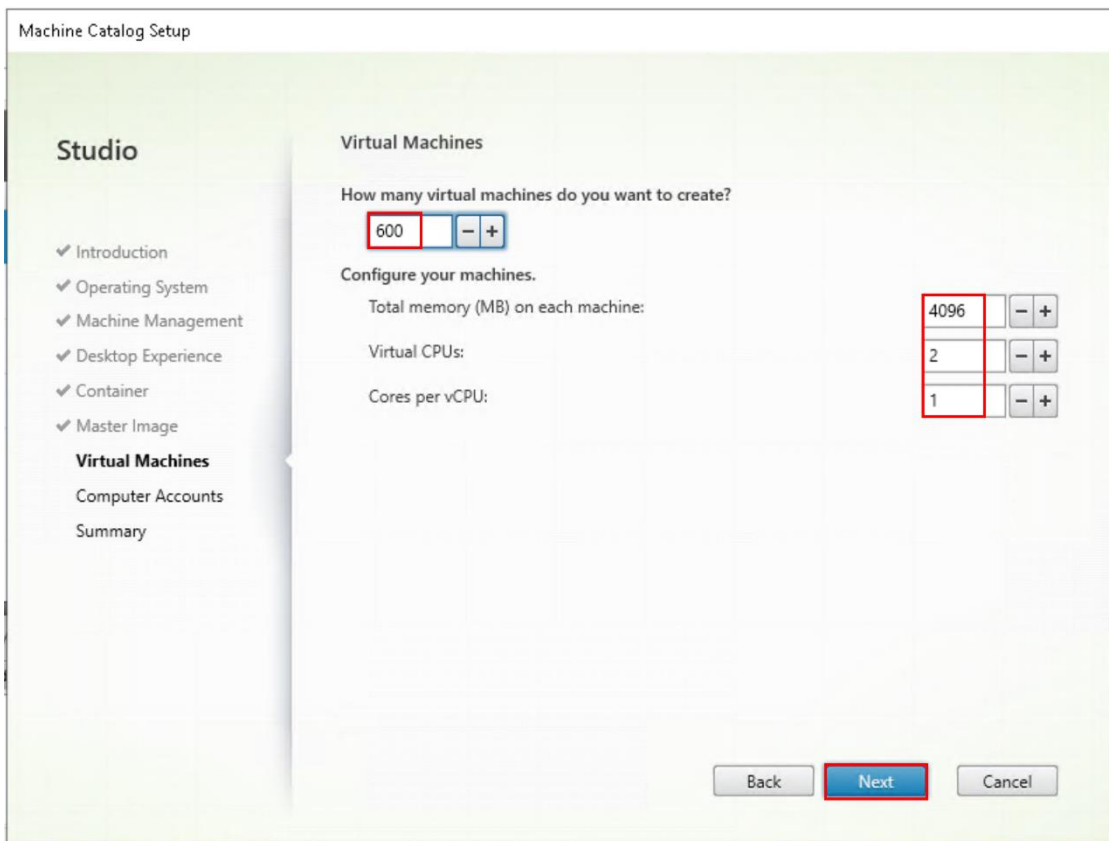 Machine Catalog Setup
Studio
✔ Introduction
✔ Operating System
✔ Machine Management
✔ Desktop Experience
✔ Container
✔ Master Image
Virtual Machines
Computer Accounts
Summary
Virtual Machines
How many virtual machines do you want to create?
600 − +
Configure your machines.
Total memory (MB) on each machine: 4096 − +
Virtual CPUs: 2 − +
Cores per vCPU: 1 − +
Back Next Cancel